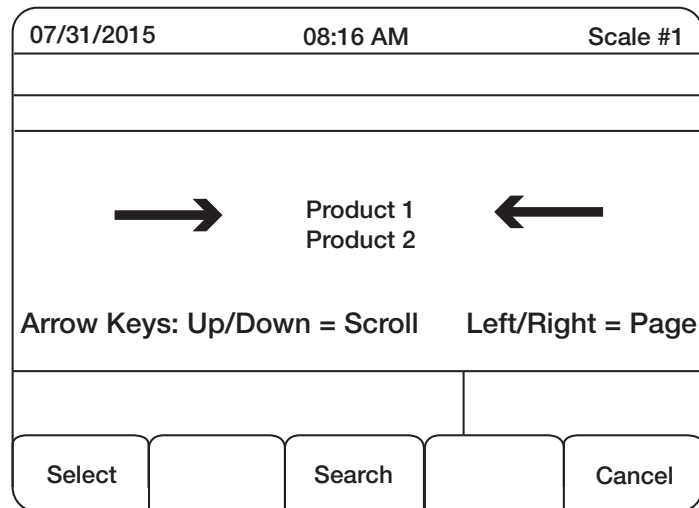 07/31/2015 08:16 AM Scale #1
Product 1
Product 2
Arrow Keys: Up/Down = Scroll Left/Right = Page
Select Search Cancel